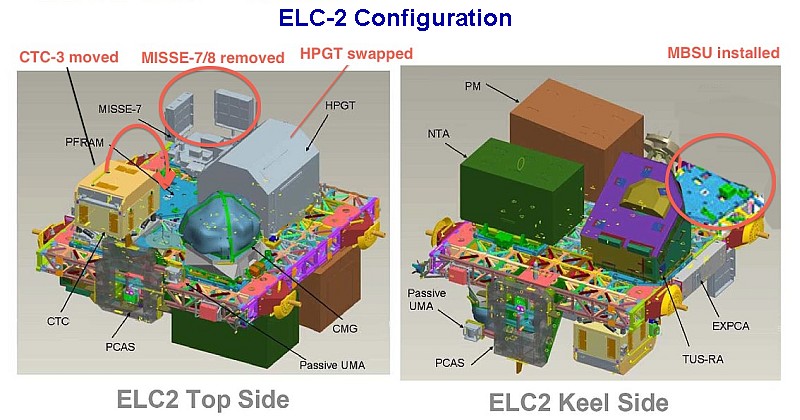 ELC-2 Configuration
CTC-3 moved
MISSE-7/8 removed
HPGT swapped
MBSU installed
MISSE-7
HPGT
PFRAM
CTC
PCAS
CMG
Passive UMA
ELC2 Top Side
PM
NTA
Passive
UMA
PCAS
EXPCA
TUS-RA
ELC2 Keel Side